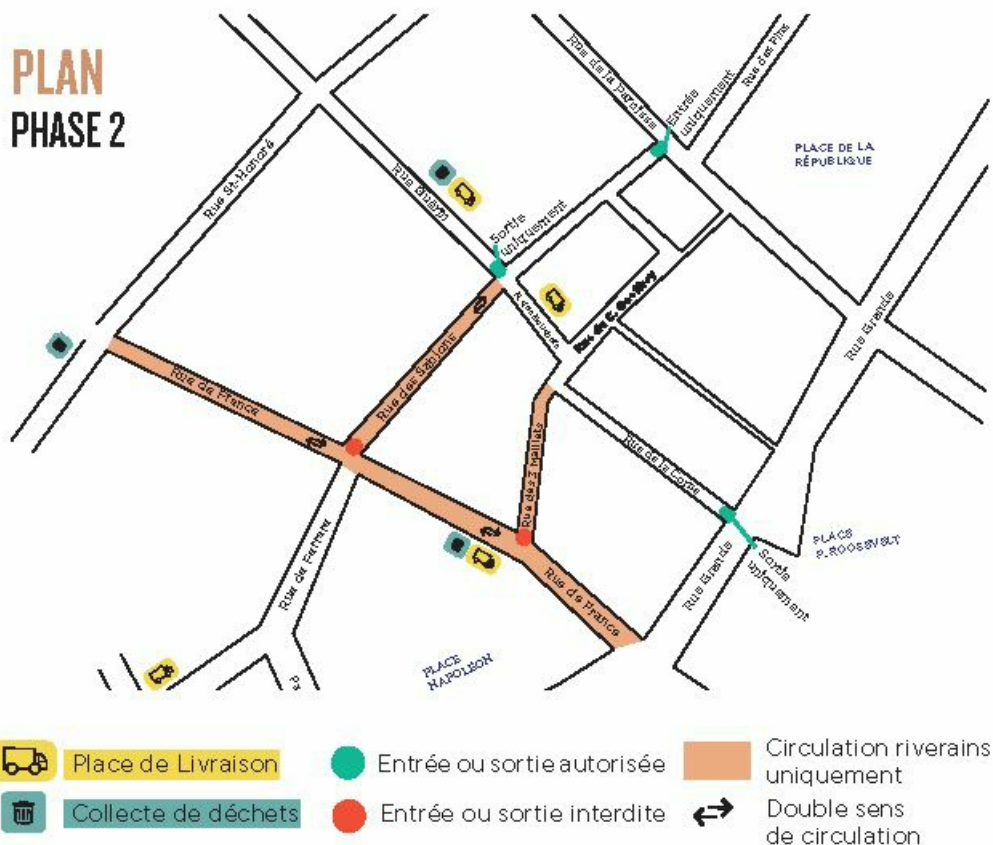 PLAN
PHASE 2
Rue de la Paroisse
Rue des Pins
Entrée
uniquement
PLACE DE LA
RÉPUBLIQUE
Rue St-Honoré
Rue Guérin
Sortie
uniquement
Rue Grande
Rue de France
Rue des Sablons
Rue des 3 Maillets
Rue de la Corne
Rue de France
Rue Grande
Sortie
uniquement
PLACE
F.ROOSEVELT
PLACE
NAPOLEON
Place de Livraison
Entrée ou sortie autorisée
Circulation riverains
uniquement
Collecte de déchets
Entrée ou sortie interdite
Double sens
de circulation